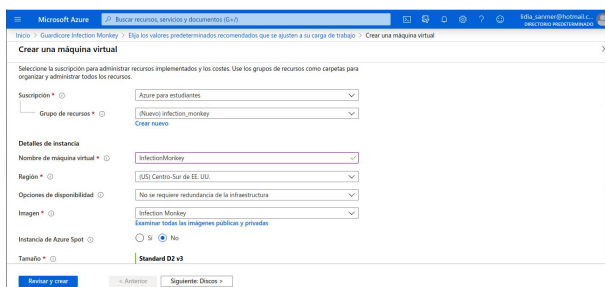 Microsoft Azure
Buscar recursos, servicios y documentos (G+/)
lidia_sanmer@hotmail.c...
DIRECTORIO PREDETERMINADO
Inicio > Guardicore Infection Monkey > Elija los valores predeterminados recomendados que se ajusten a su carga de trabajo > Crear una máquina virtual
Crear una máquina virtual
Seleccione la suscripción para administrar recursos implementados y los costes. Use los grupos de recursos como carpetas para
organizar y administrar todos los recursos.
Suscripción * Azure para estudiantes
Grupo de recursos * (Nuevo) infection_monkey
Crear nuevo
Detalles de instancia
Nombre de máquina virtual * InfectionMonkey
Región * (US) Centro-Sur de EE. UU.
Opciones de disponibilidad No se requiere redundancia de la infraestructura
Imagen * Infection Monkey
Examinar todas las imágenes públicas y privadas
Instancia de Azure Spot Sí No
Tamaño * Standard D2 v3
Revisar y crear < Anterior Siguiente: Discos >